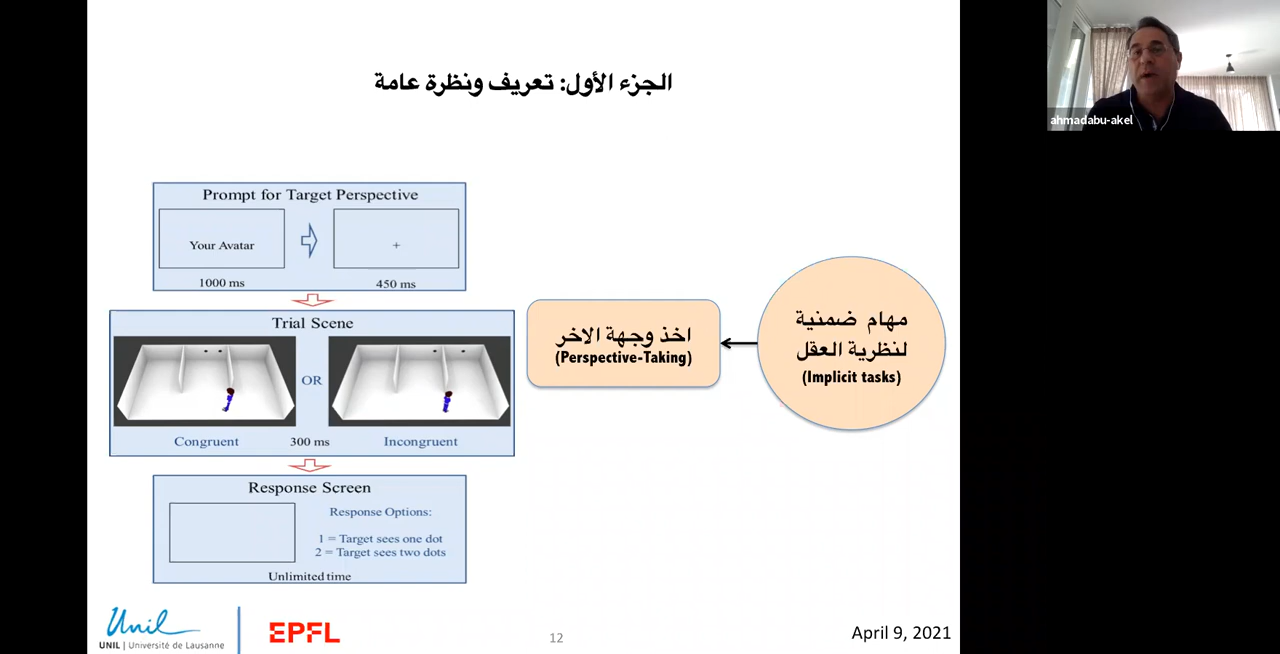 الجزء الأول: تعريف ونظرة عامة
ahmadabu-akel
Prompt for Target Perspective
Your Avatar
+
1000 ms
450 ms
Trial Scene
OR
Congruent
300 ms
Incongruent
Response Screen
Response Options:
1 = Target sees one dot
2 = Target sees two dots
Unlimited time
مهام ضمنية
لنظرية العقل
(Implicit tasks)
اخذ وجهة الاخر
(Perspective-Taking)
Unil
UNIL | Université de Lausanne
EPFL
12
April 9, 2021